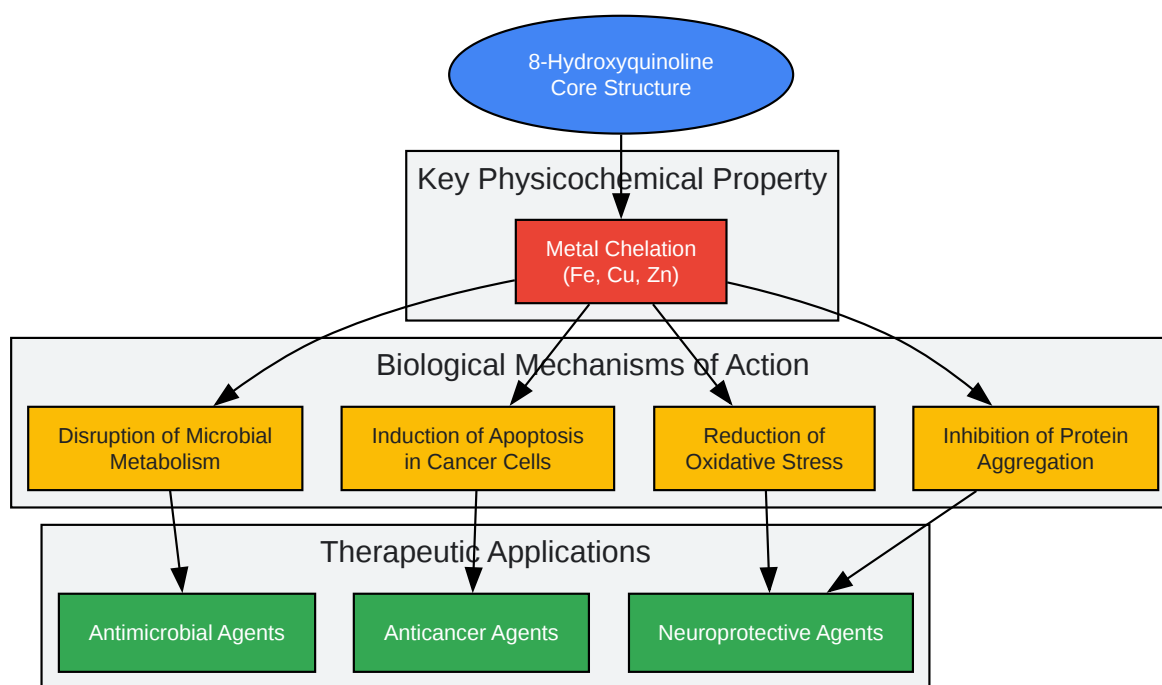 8-Hydroxyquinoline
Core Structure
Key Physicochemical Property
Metal Chelation
(Fe, Cu, Zn)
Biological Mechanisms of Action
Disruption of Microbial
Metabolism
Induction of Apoptosis
in Cancer Cells
Reduction of
Oxidative Stress
Inhibition of Protein
Aggregation
Therapeutic Applications
Antimicrobial Agents
Anticancer Agents
Neuroprotective Agents